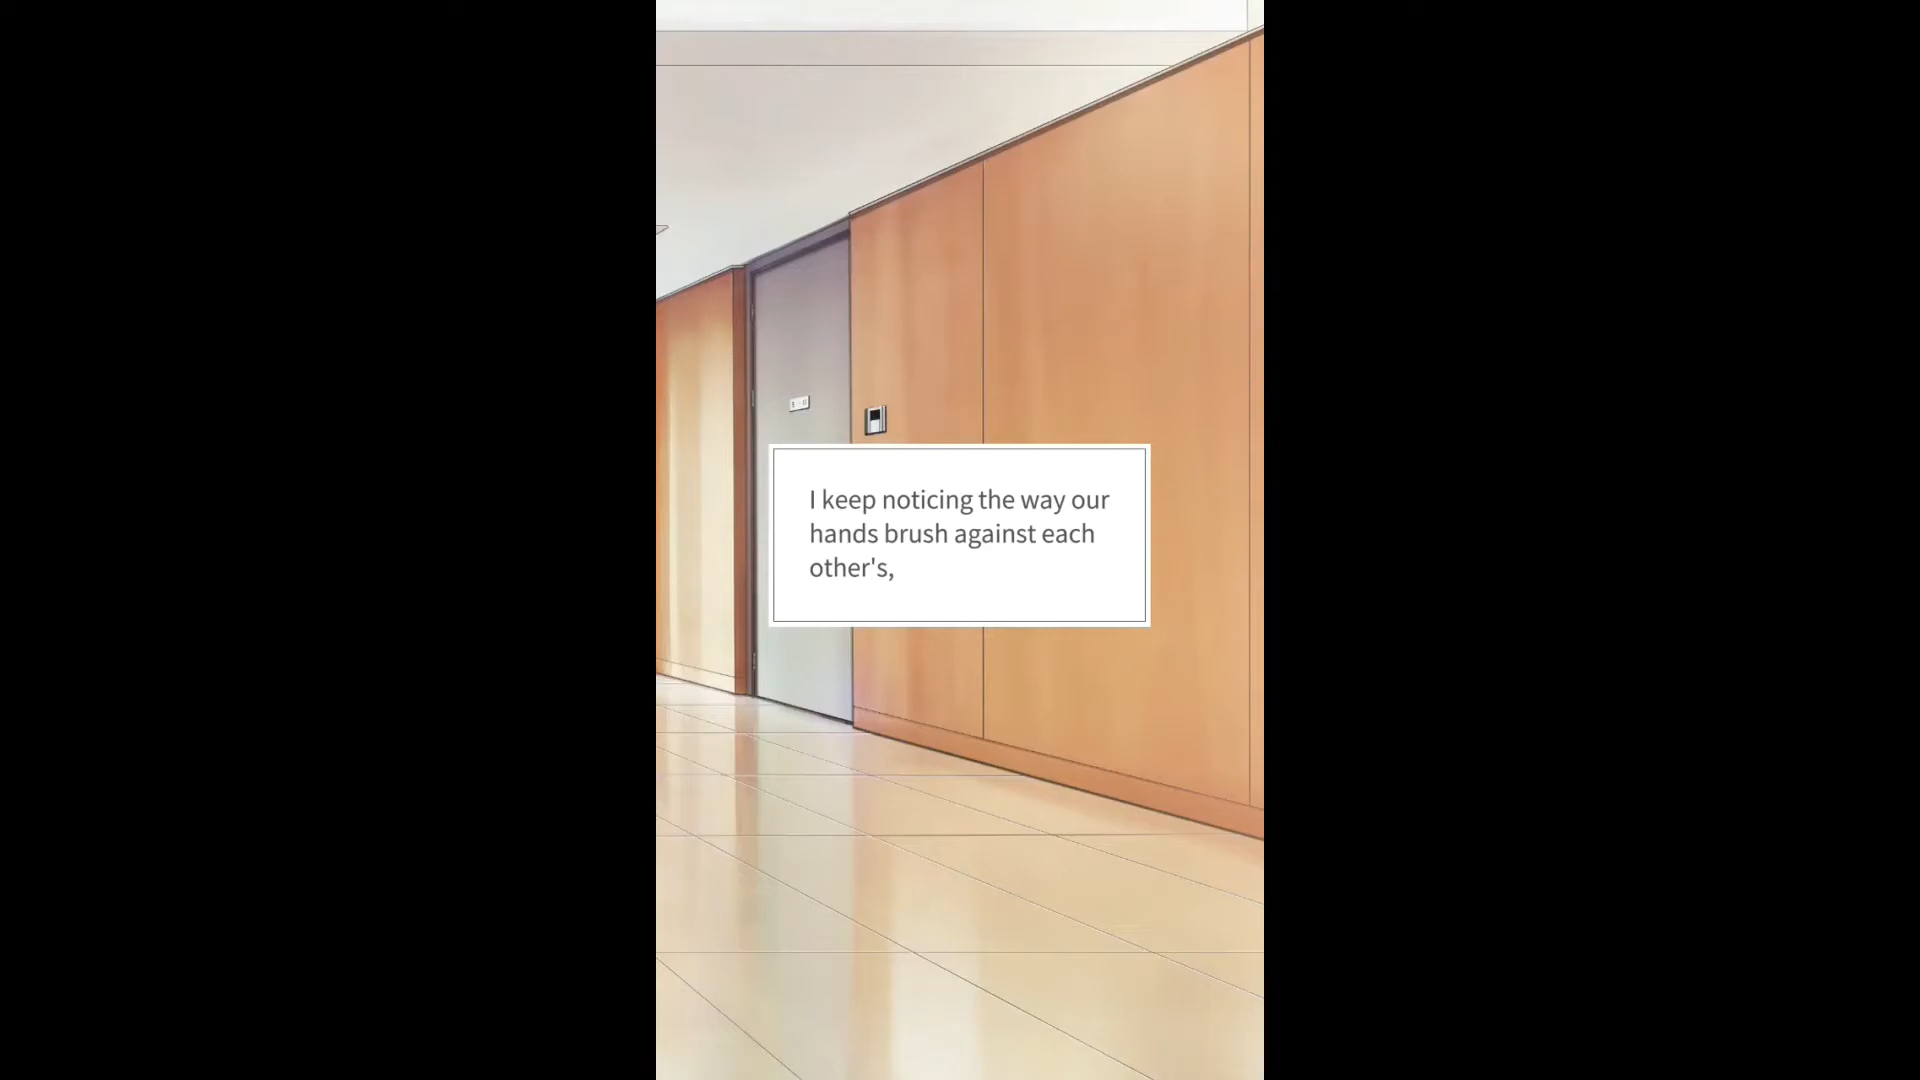 I keep noticing the way our
hands brush against each
other's,